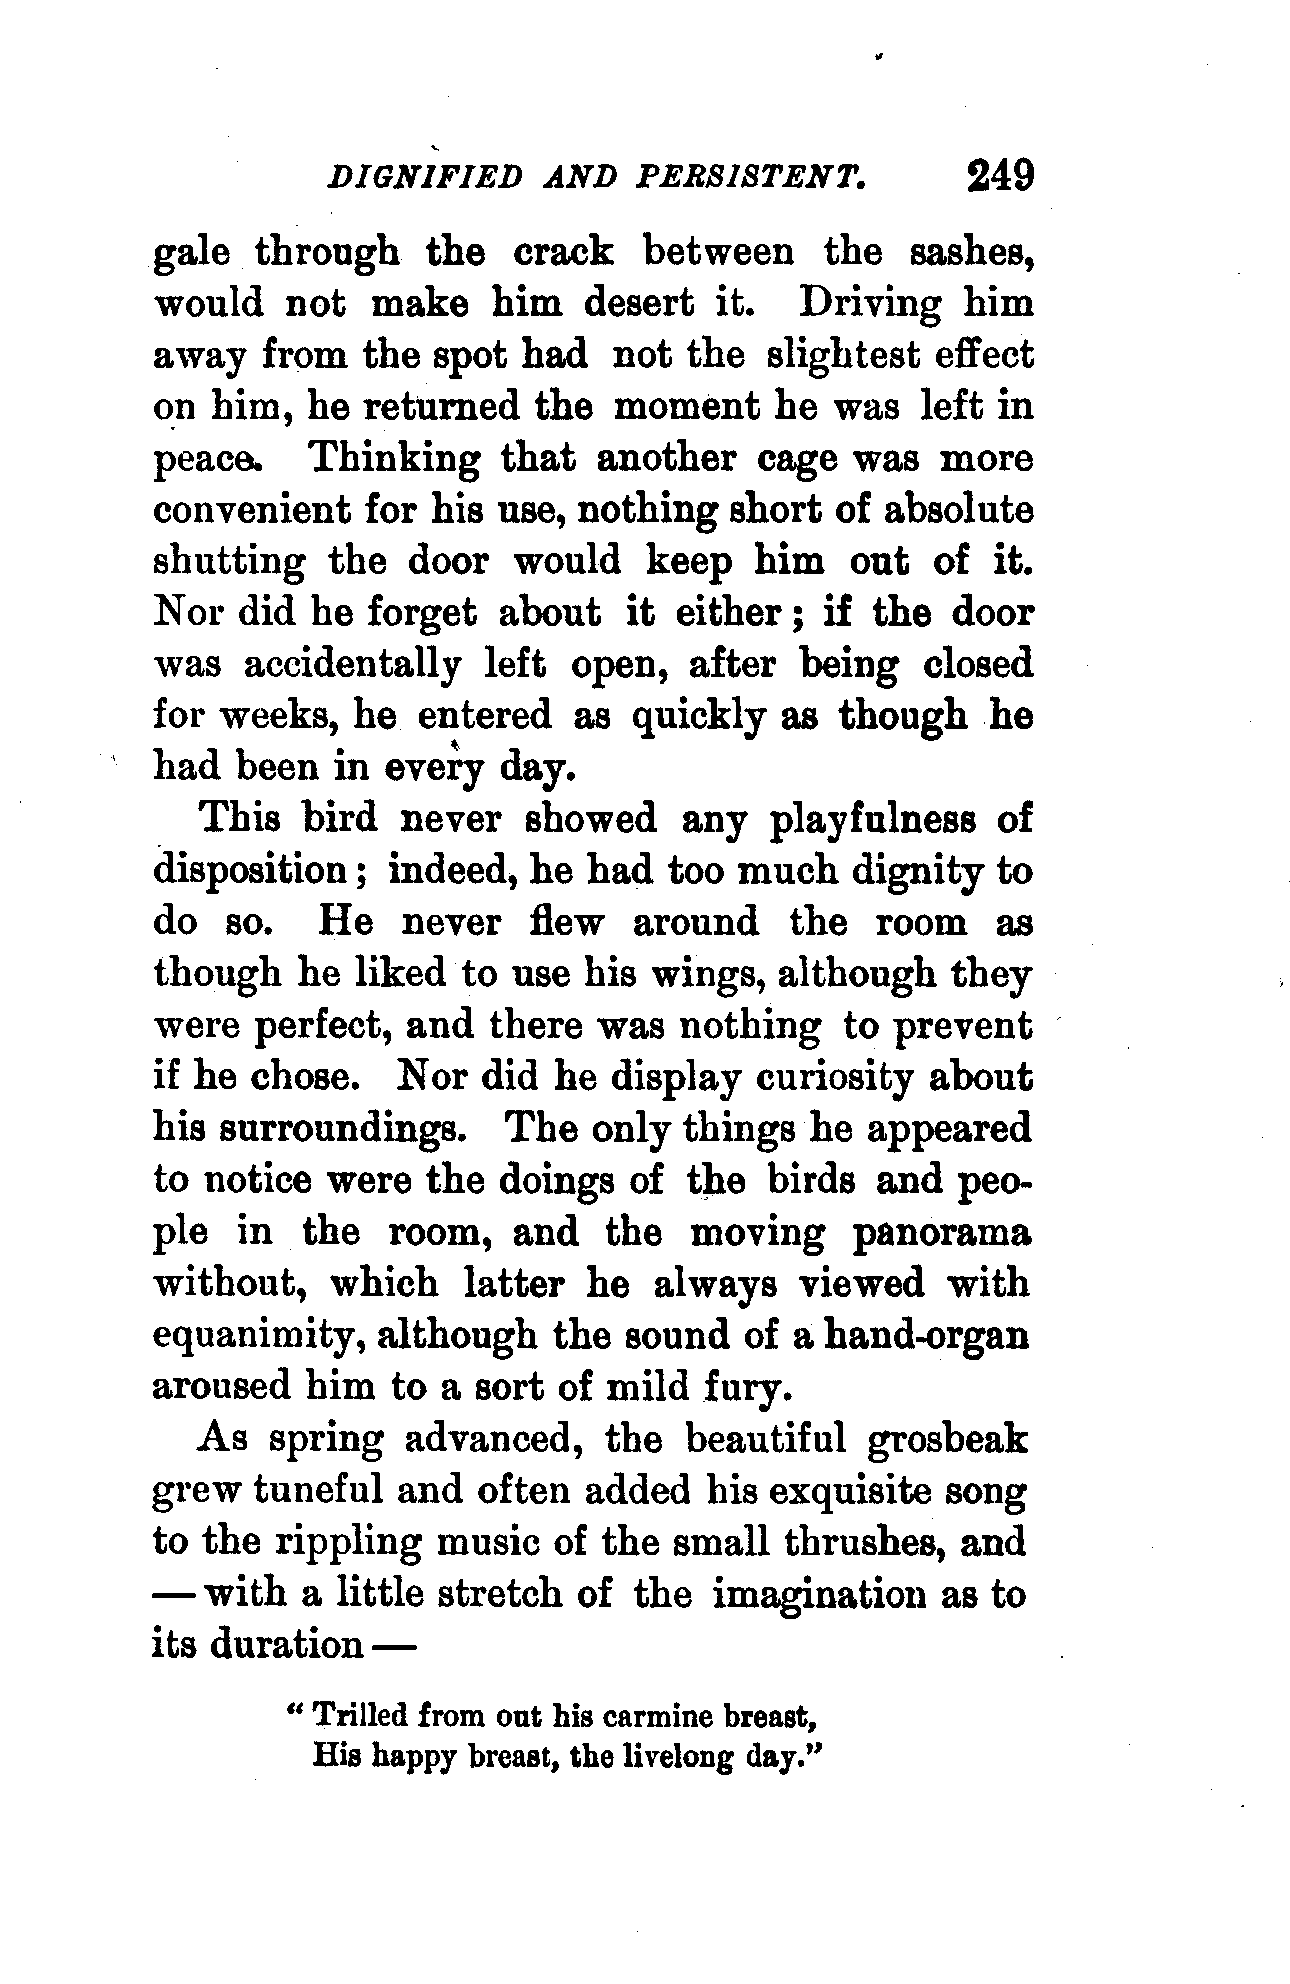 DIGNIFIED AND PERSISTENT. 249
gale through the crack between the sashes,
would not make him desert it. Driving him
away from the spot had not the slightest effect
on him, he returned the moment he was left in
peace. Thinking that another cage was more
convenient for his use, nothing short of absolute
shutting the door would keep him out of it.
Nor did he forget about it either; if the door
was accidentally left open, after being closed
for weeks, he entered as quickly as though he
had been in every day.
This bird never showed any playfulness of
disposition; indeed, he had too much dignity to
do so. He never flew around the room as
though he liked to use his wings, although they
were perfect, and there was nothing to prevent
if he chose. Nor did he display curiosity about
his surroundings. The only things he appeared
to notice were the doings of the birds and peo-
ple in the room, and the moving panorama
without, which latter he always viewed with
equanimity, although the sound of a hand-organ
aroused him to a sort of mild fury.
As spring advanced, the beautiful grosbeak
grew tuneful and often added his exquisite song
to the rippling music of the small thrushes, and
— with a little stretch of the imagination as to
its duration —
“ Trilled from out his carmine breast,
His happy breast, the livelong day.”